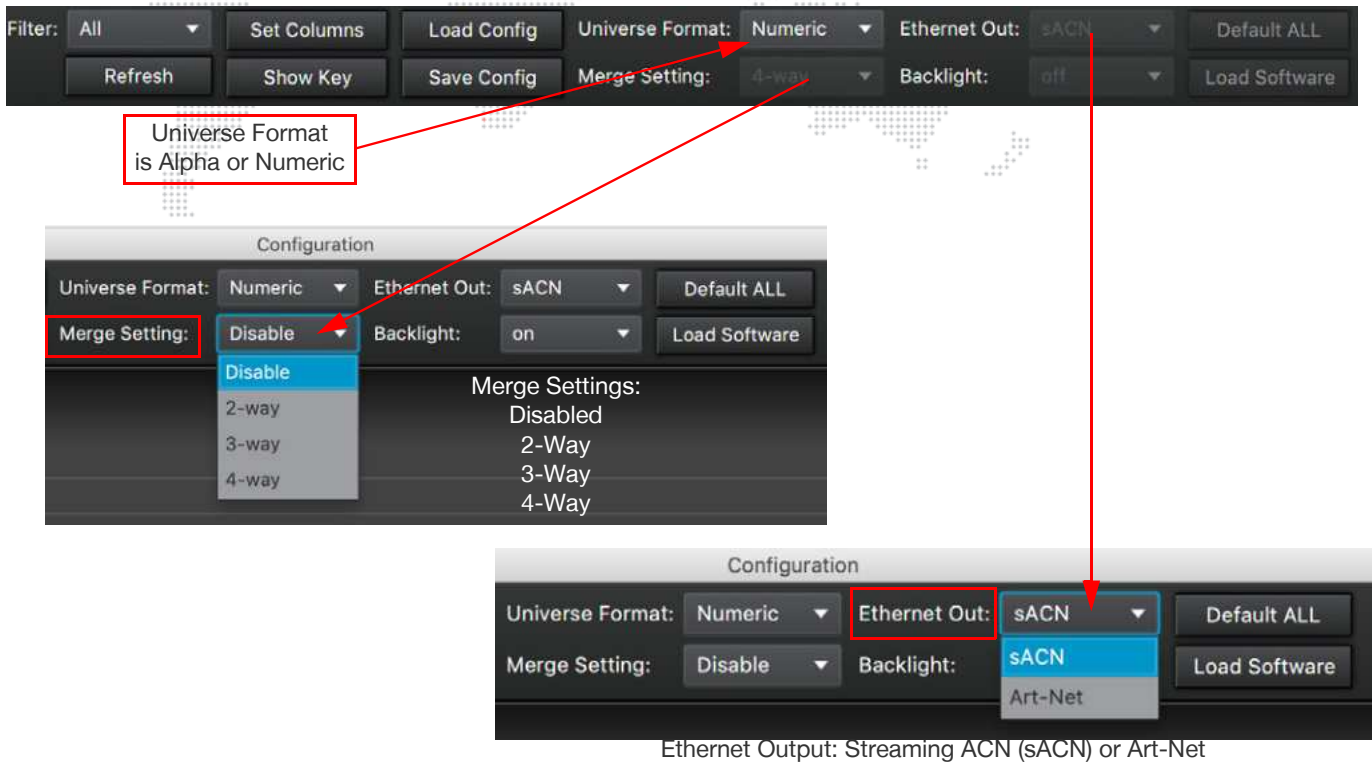 Filter: All Set Columns Load Config Universe Format: Numeric Ethernet Out: sACN Default ALL
Refresh Show Key Save Config Merge Setting: 4-way Backlight: off Load Software
Universe Format
is Alpha or Numeric
Configuration
Universe Format: Numeric Ethernet Out: sACN Default ALL
Merge Setting: Disable Backlight: on Load Software
Disable
2-way
3-way
4-way
Merge Settings:
Disabled
2-Way
3-Way
4-Way
Configuration
Universe Format: Numeric Ethernet Out: sACN Default ALL
Merge Setting: Disable Backlight: Load Software
sACN
Art-Net
Ethernet Output: Streaming ACN (sACN) or Art-Net